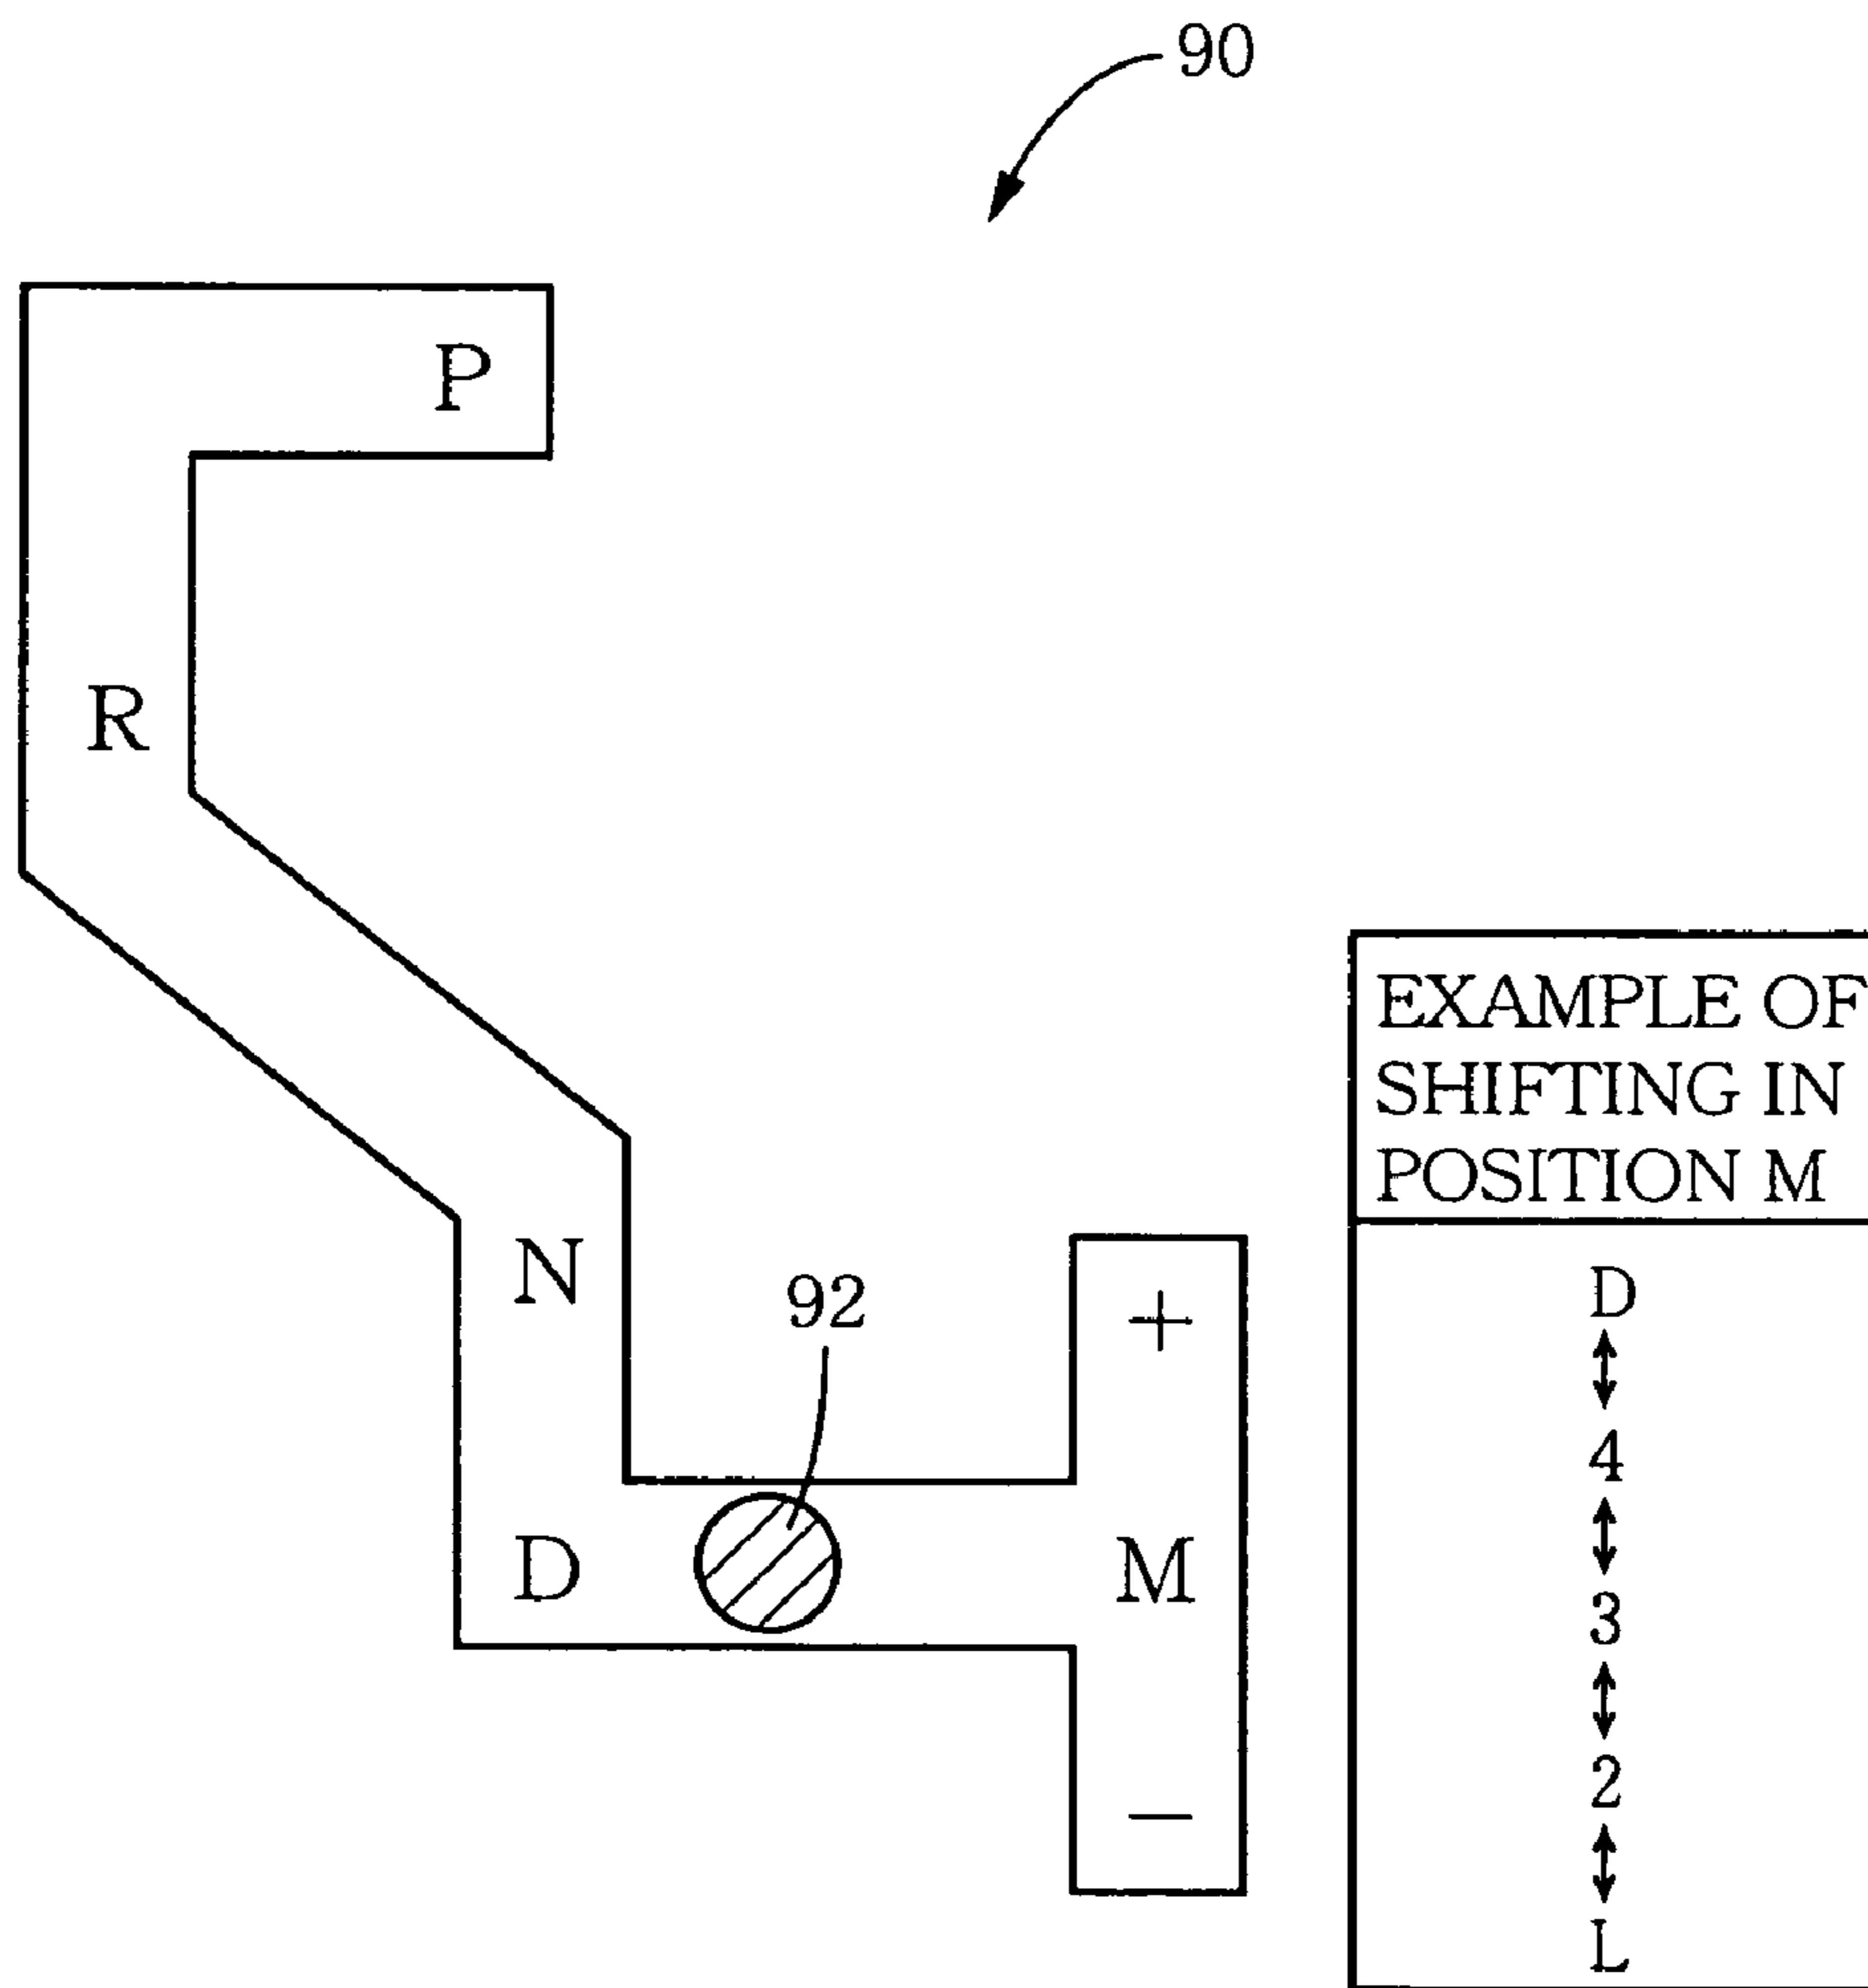 90
P
R
N
92
+
D
M
−
EXAMPLE OF
SHIFTING IN
POSITION M
D
4
3
2
L